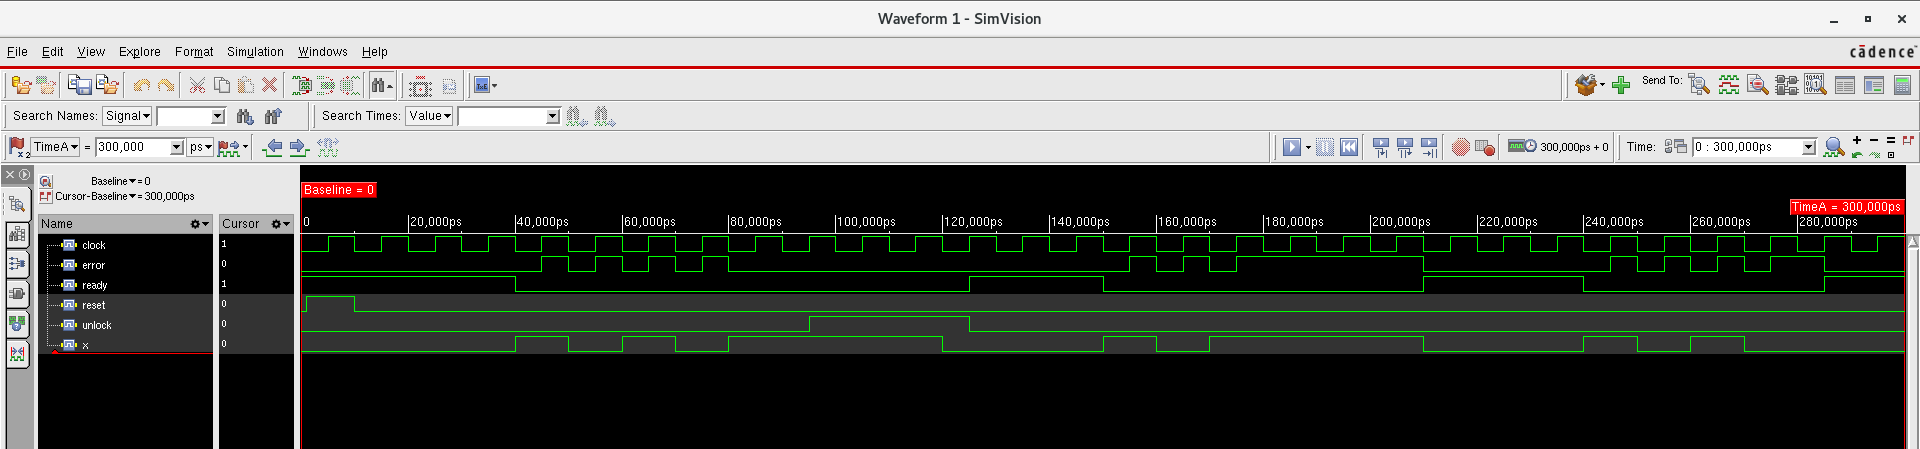 Waveform 1 - SimVision
File Edit View Explore Format Simulation Windows Help
cādence
Send To:
Search Names: Signal Search Times: Value
TimeA = 300,000 ps 300,000ps + 0 Time: 0 : 300,000ps
Baseline = 0
Cursor-Baseline = 300,000ps
Baseline = 0
TimeA = 300,000ps
Name Cursor 0 20,000ps 40,000ps 60,000ps 80,000ps 100,000ps 120,000ps 140,000ps 160,000ps 180,000ps 200,000ps 220,000ps 240,000ps 260,000ps 280,000ps
clock 1
error 0
ready 1
reset 0
unlock 0
x 0